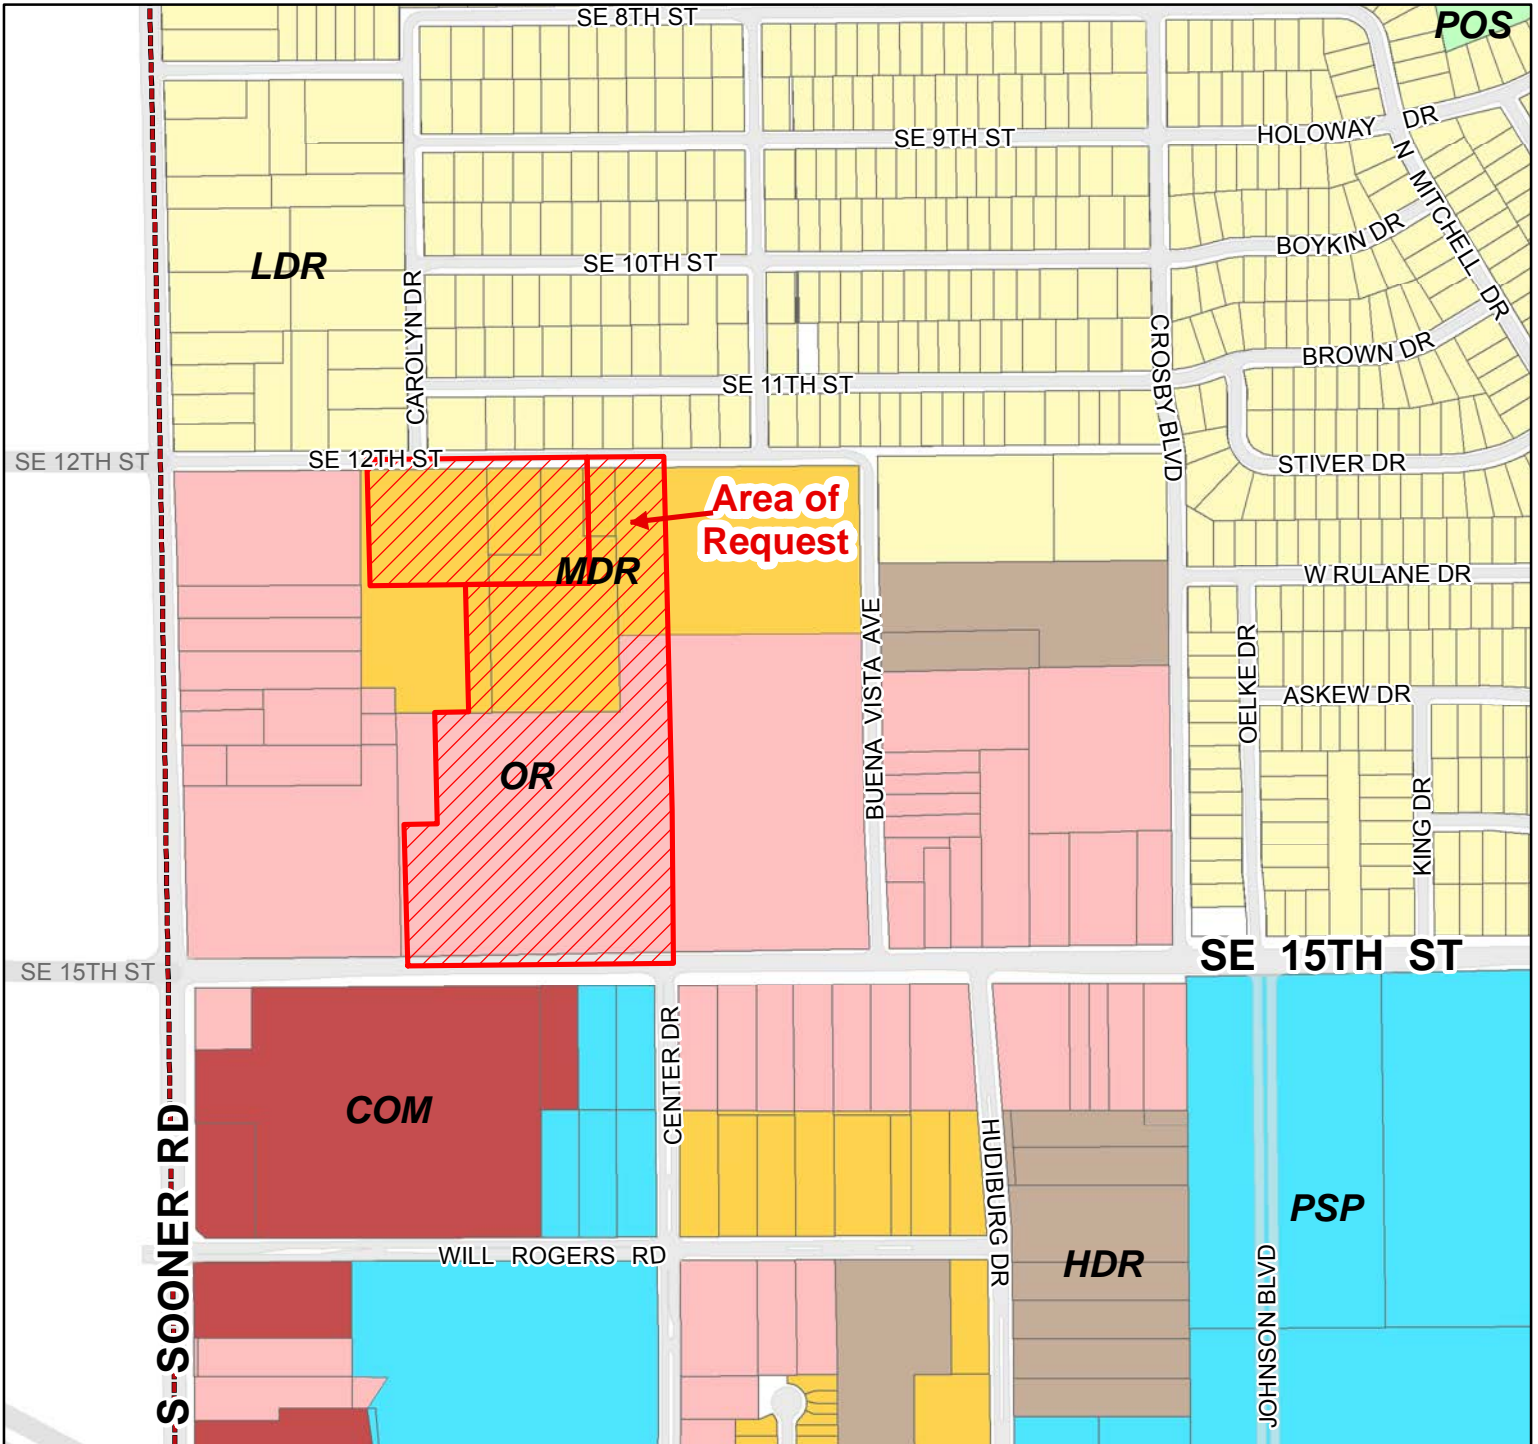 SE 8TH ST
POS
SE 9TH ST
HOLOWAY DR
N MITCHELL DR
BOYKIN DR
SE 10TH ST
LDR
CAROLYN DR
CROSBY BLVD
BROWN DR
SE 11TH ST
SE 12TH ST
SE 12TH ST
STIVER DR
Area of
Request
MDR
W RULANE DR
BUENA VISTA AVE
OELKE DR
ASKEW DR
OR
KING DR
SE 15TH ST
SE 15TH ST
CENTER DR
COM
S SOONER RD
HUDIBURG DR
PSP
WILL ROGERS RD
HDR
JOHNSON BLVD